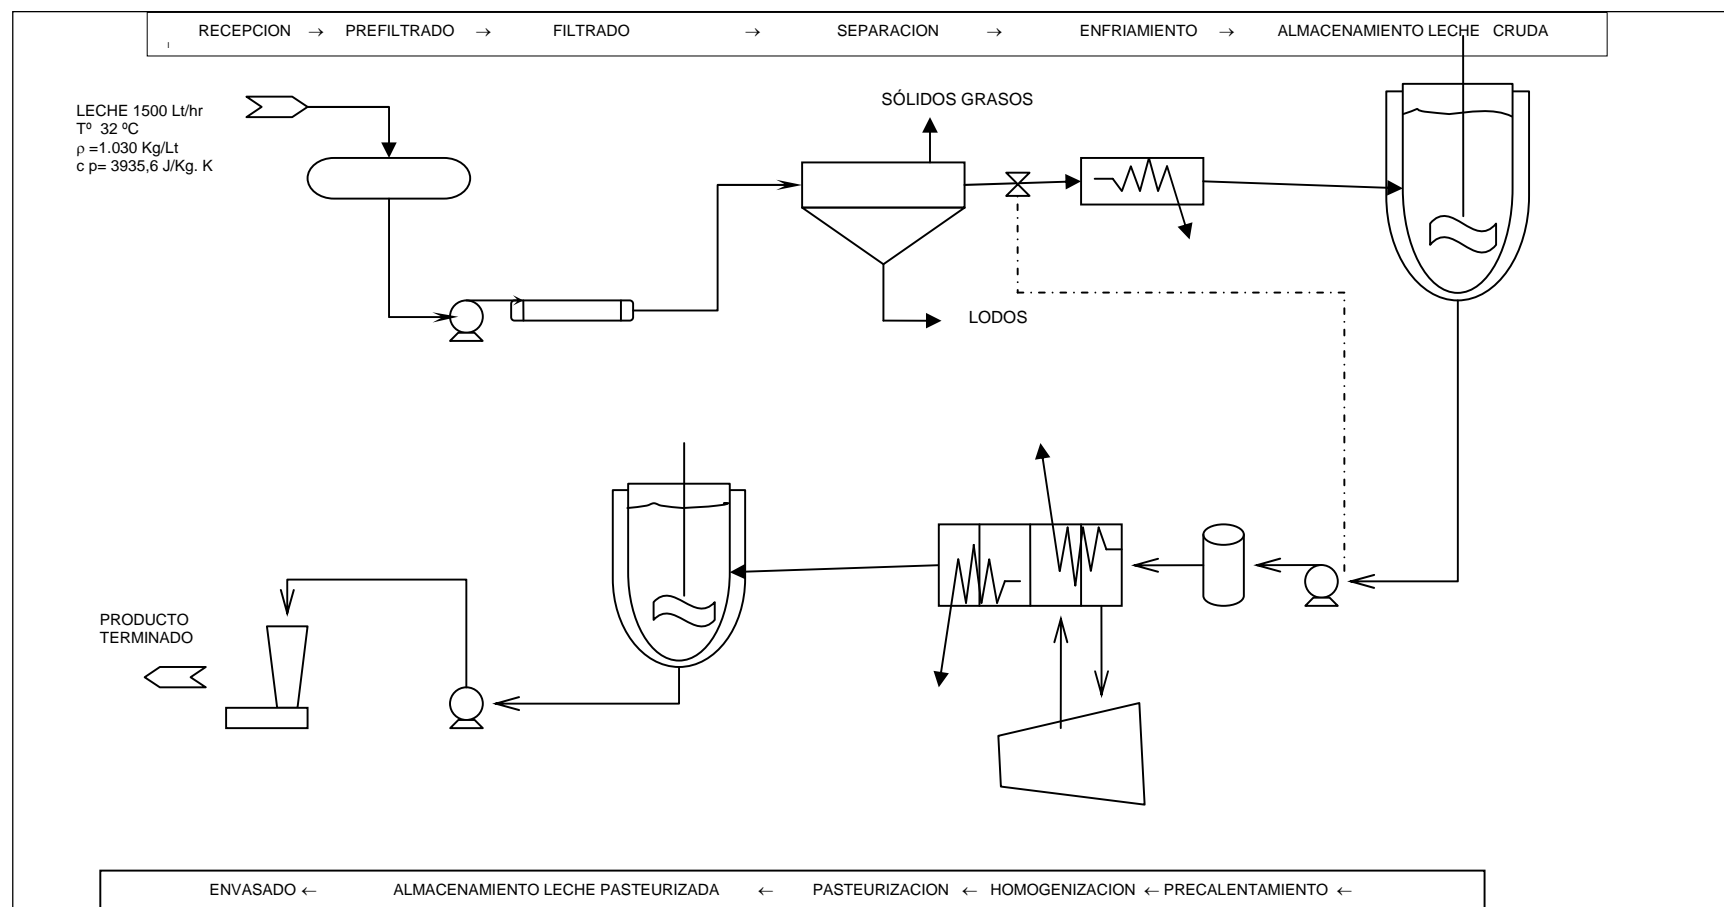 RECEPCION → PREFILTRADO → FILTRADO → SEPARACION → ENFRIAMIENTO → ALMACENAMIENTO LECHE CRUDA
SÓLIDOS GRASOS
LECHE 1500 Lt/hr
Tº 32 ºC
ρ =1.030 Kg/Lt
c p= 3935,6 J/Kg. K
LODOS
PRODUCTO
TERMINADO
ENVASADO ← ALMACENAMIENTO LECHE PASTEURIZADA ← PASTEURIZACION ← HOMOGENIZACION ← PRECALENTAMIENTO ←